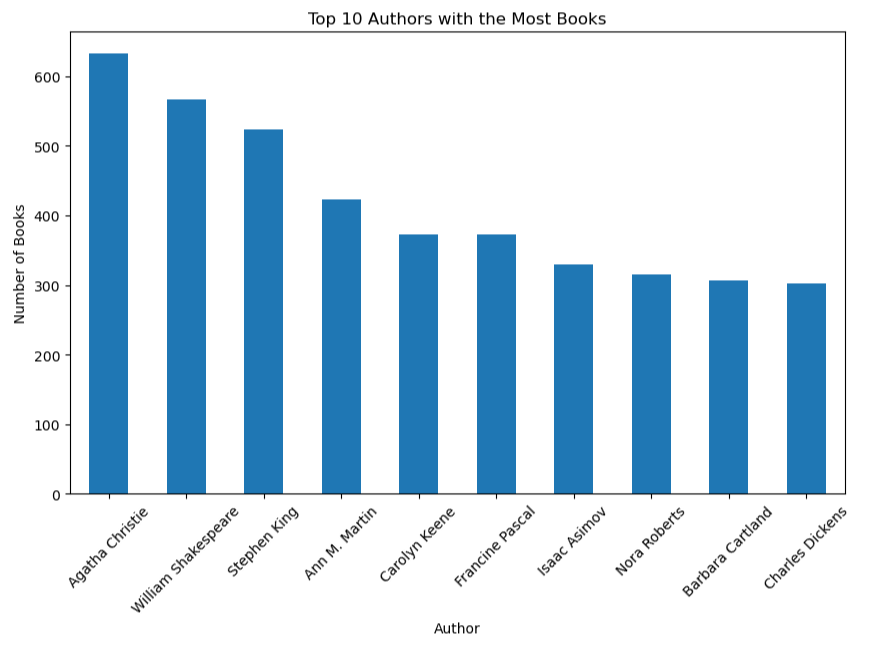 Top 10 Authors with the Most Books
Number of Books
600
500
400
300
200
100
0
Agatha Christie
William Shakespeare
Stephen King
Ann M. Martin
Carolyn Keene
Francine Pascal
Isaac Asimov
Nora Roberts
Barbara Cartland
Charles Dickens
Author